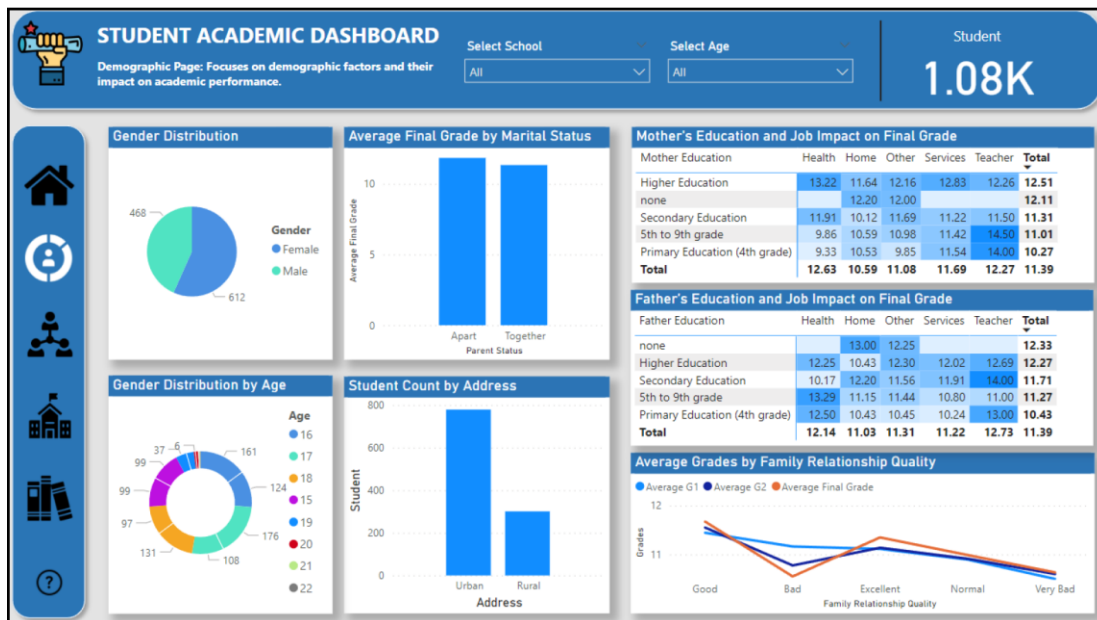 STUDENT ACADEMIC DASHBOARD
Demographic Page: Focuses on demographic factors and their
impact on academic performance.
Select School
All
Select Age
All
Student
1.08K
Gender Distribution
468
612
Gender
Female
Male
Average Final Grade by Marital Status
Average Final Grade
10
5
0
Apart Together
Parent Status
Mother's Education and Job Impact on Final Grade
Mother Education Health Home Other Services Teacher Total
Higher Education 13.22 11.64 12.16 12.83 12.26 12.51
none 12.20 12.00 12.11
Secondary Education 11.91 10.12 11.69 11.22 11.50 11.31
5th to 9th grade 9.86 10.59 10.98 11.42 14.50 11.01
Primary Education (4th grade) 9.33 10.53 9.85 11.54 14.00 10.27
Total 12.63 10.59 11.08 11.69 12.27 11.39
Father's Education and Job Impact on Final Grade
Father Education Health Home Other Services Teacher Total
none 13.00 12.25 12.33
Higher Education 12.25 10.43 12.30 12.02 12.69 12.27
Secondary Education 10.17 12.20 11.56 11.91 14.00 11.71
5th to 9th grade 13.29 11.15 11.44 10.80 11.00 11.27
Primary Education (4th grade) 12.50 10.43 10.45 10.24 13.00 10.43
Total 12.14 11.03 11.31 11.22 12.73 11.39
Gender Distribution by Age
161
124
176
108
131
97
99
99
37
6
Age
16
17
18
15
19
20
21
22
Student Count by Address
Student
800
600
400
200
0
Urban Rural
Address
Average Grades by Family Relationship Quality
Average G1 Average G2 Average Final Grade
Grades
12
11
Good Bad Excellent Normal Very Bad
Family Relationship Quality
?